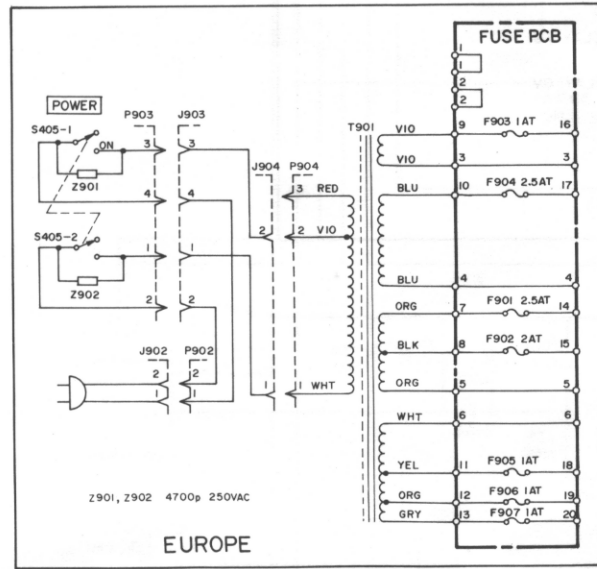 FUSE PCB
1
1
2
2
POWER
P903 J903
T901
S405-1 ON
VIO 9 F903 1AT 16
3 3
Z901
J904 P904
VIO 3 3
3 RED
BLU 10 F904 2.5AT 17
4 4
2 2 VIO
S405-2
1 1
Z902
BLU 4 4
ORG 7 F901 2.5AT 14
2 2
BLK 8 F902 2AT 15
J902 P902
2 2
1 1
1 1 WHT
ORG 5 5
WHT 6 6
YEL 11 F905 1AT 18
Z901, Z902 4700p 250VAC
ORG 12 F906 1AT 19
GRY 13 F907 1AT 20
EUROPE